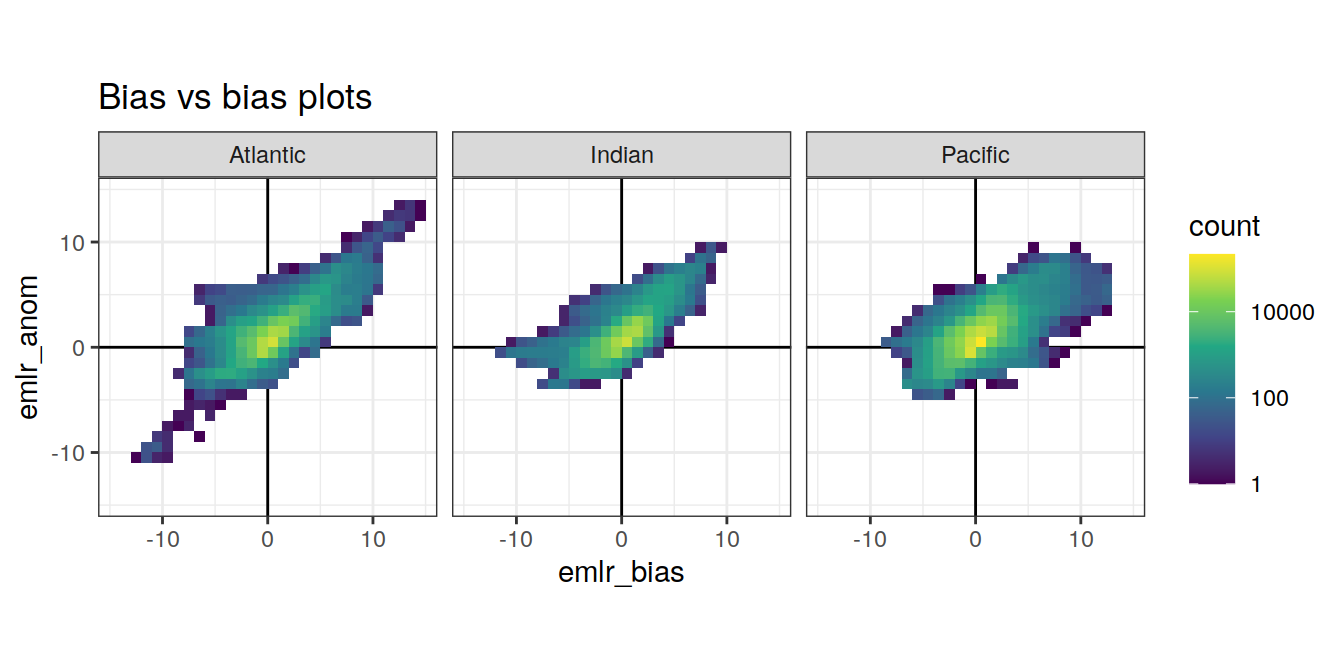 Bias vs bias plots
Atlantic Indian Pacific
count
10000
100
1
emlr_anom
10
0
-10
-10 0 10 -10 0 10 -10 0 10
emlr_bias